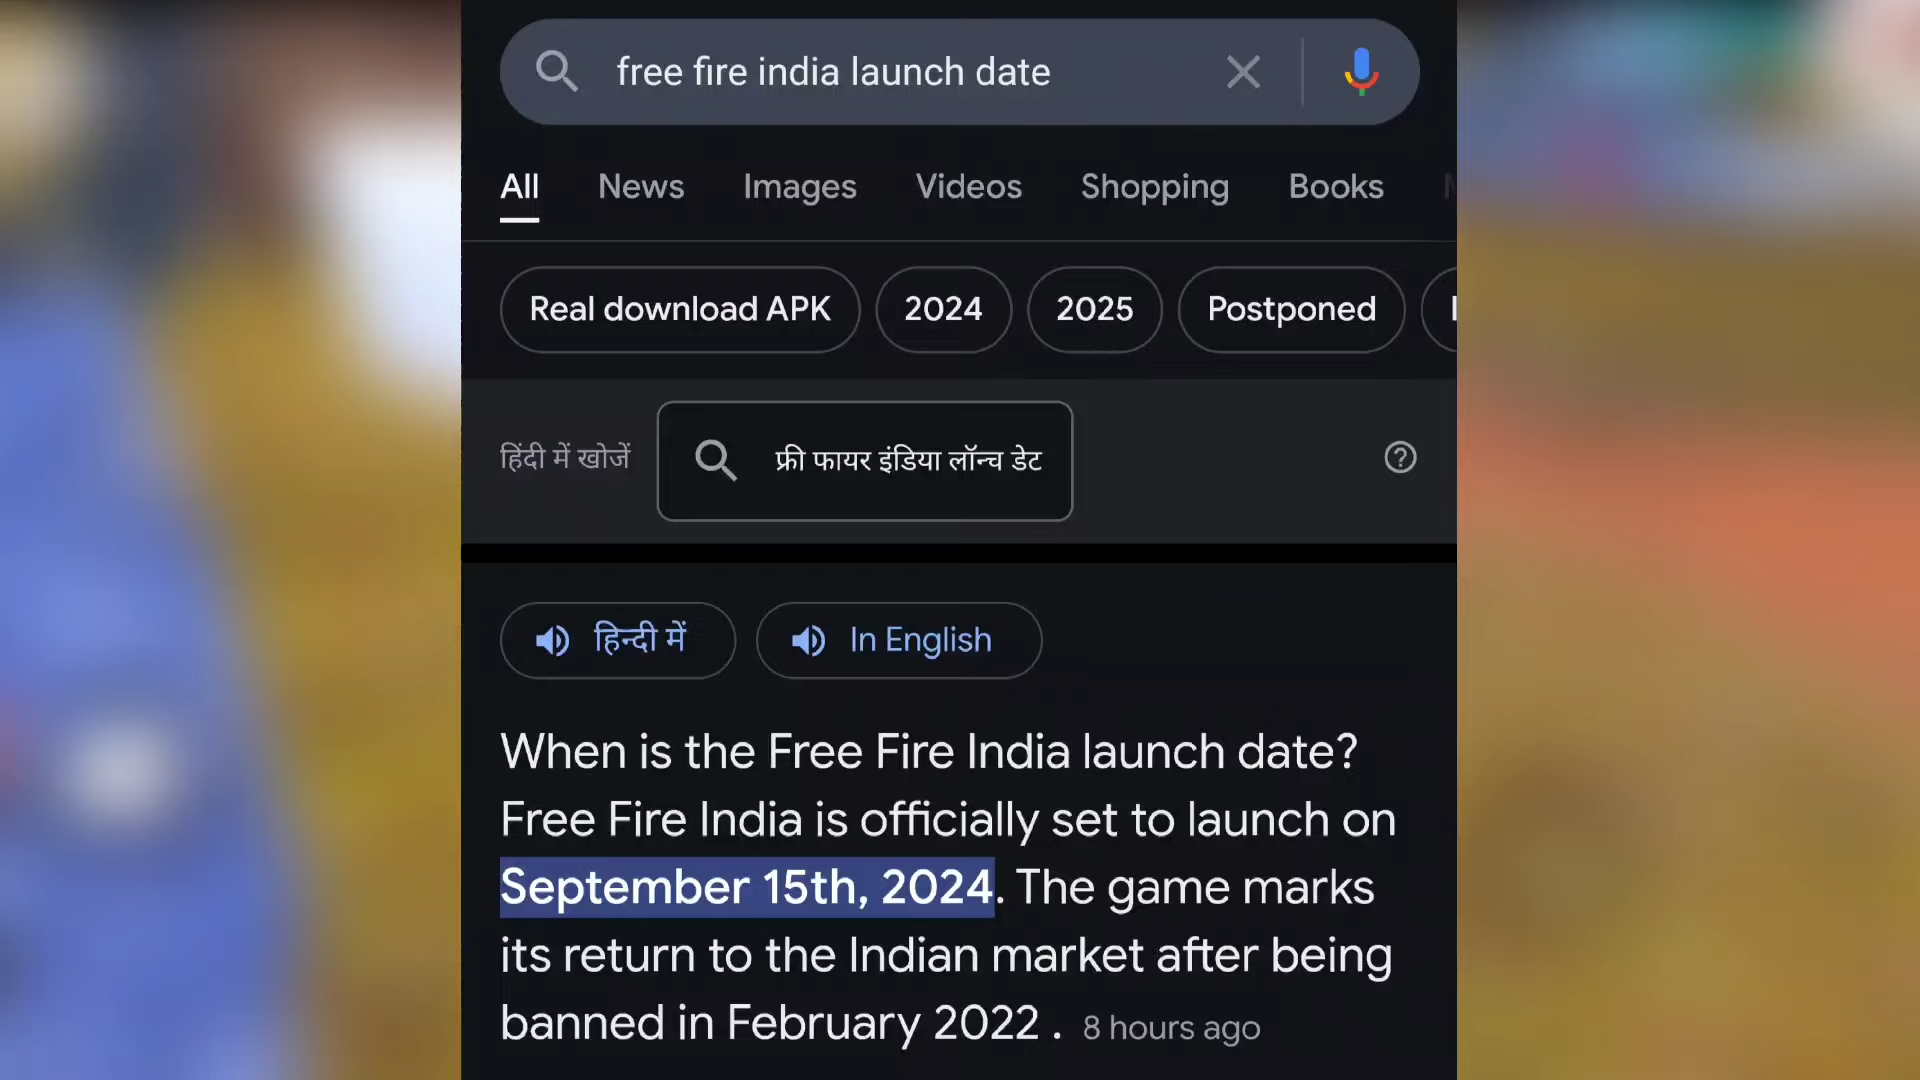 free fire india launch date
All News Images Videos Shopping Books
Real download APK 2024 2025 Postponed
हिंदी में खोजें फ्री फायर इंडिया लॉन्च डेट
हिन्दी में In English
When is the Free Fire India launch date?
Free Fire India is officially set to launch on
September 15th, 2024. The game marks
its return to the Indian market after being
banned in February 2022 . 8 hours ago